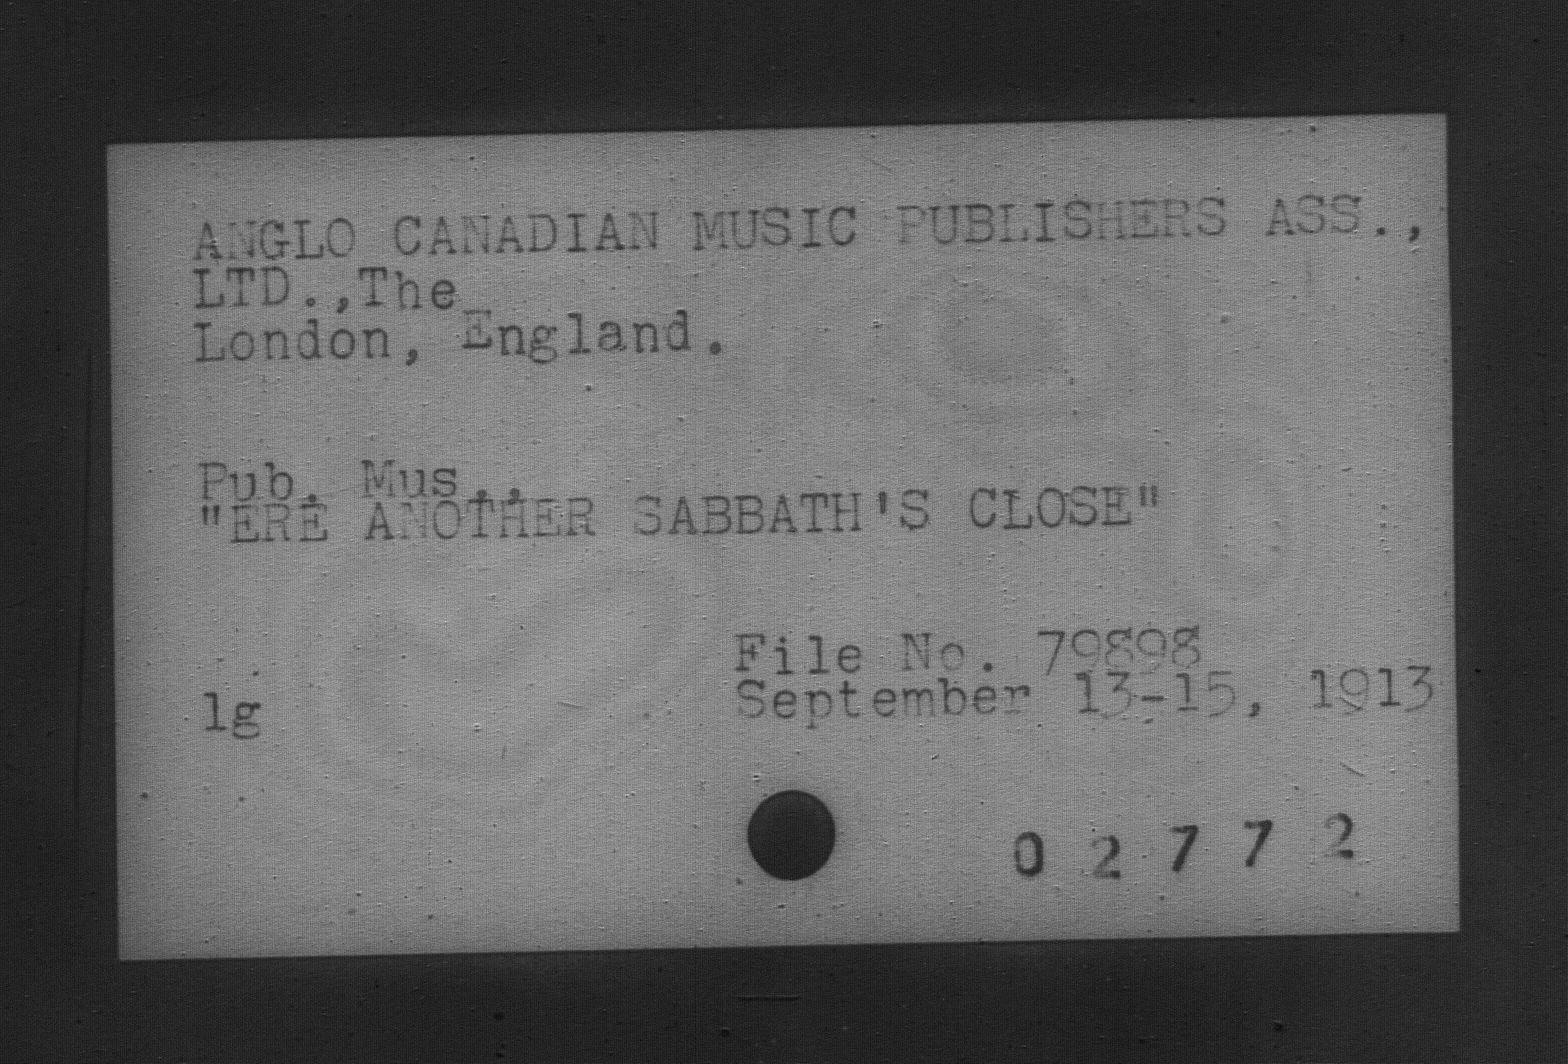 ANGLO CANADIAN MUSIC PUBLISHERS ASS.,
LTD.,The
London, England.
Pub. Mus..
"ERE ANOTHER SABBATH'S CLOSE"
File No. 79898
September 13-15, 1913
lg
0 2 7 7 2